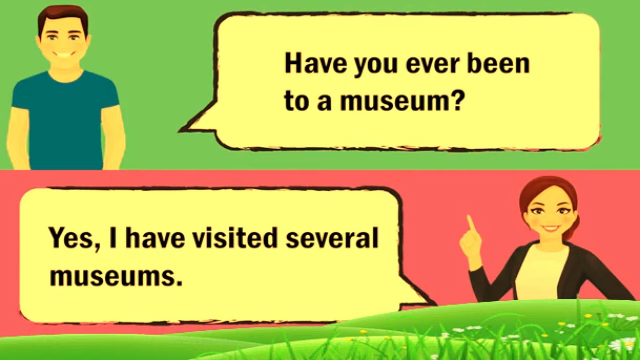 Have you ever been
to a museum?
Yes, I have visited several
museums.